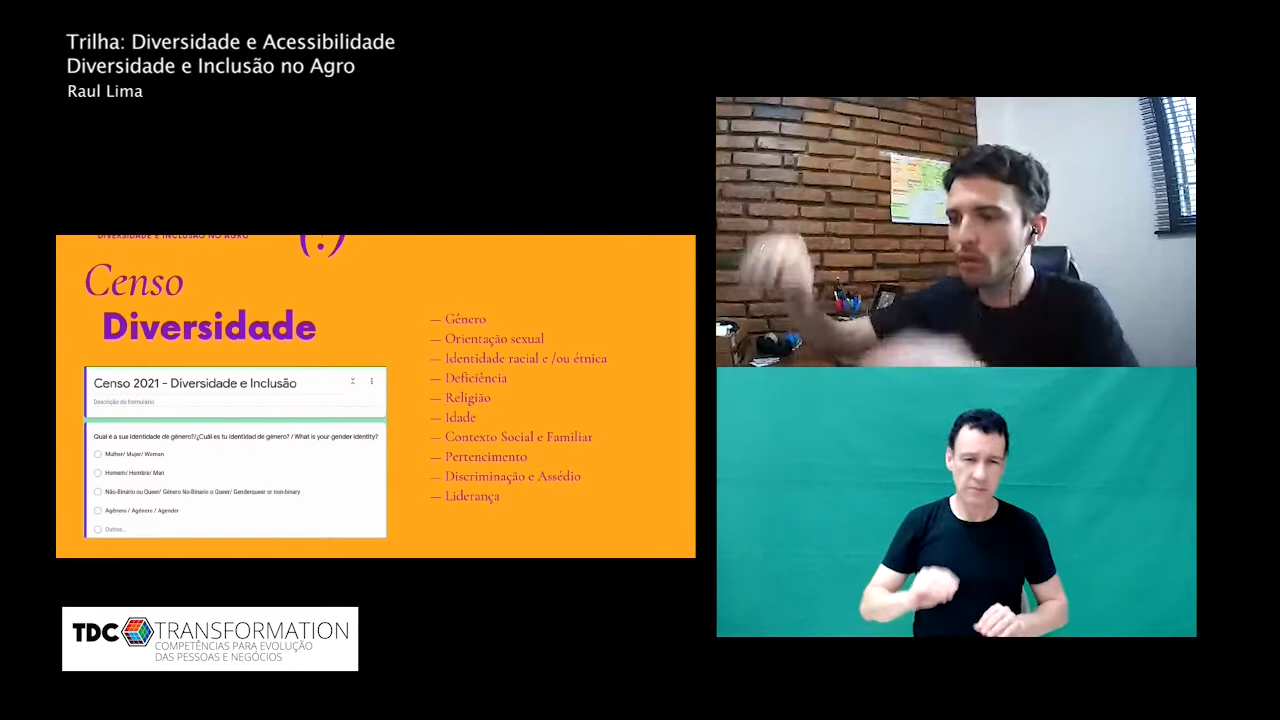 Trilha: Diversidade e Acessibilidade
Diversidade e Inclusão no Agro
Raul Lima
DIVERSIDADE E INCLUSÃO NO AGRO
(?)
Censo
Diversidade
Censo 2021 - Diversidade e Inclusão
Descrição do formulário
Qual é a sua identidade de gênero?/¿Cuál es tu identidad de género? / What is your gender identity?
Mulher/ Mujer/ Woman
Homem/ Hombre/ Man
Não-Binário ou Queer/ Género No-Binario o Queer/ Genderqueer or non-binary
Agênero / Agénero / Agender
Outros...
— Gênero
— Orientação sexual
— Identidade racial e /ou étnica
— Deficiência
— Religião
— Idade
— Contexto Social e Familiar
— Pertencimento
— Discriminação e Assédio
— Liderança
TDC TRANSFORMATION
COMPETÊNCIAS PARA EVOLUÇÃO
DAS PESSOAS E NEGÓCIOS